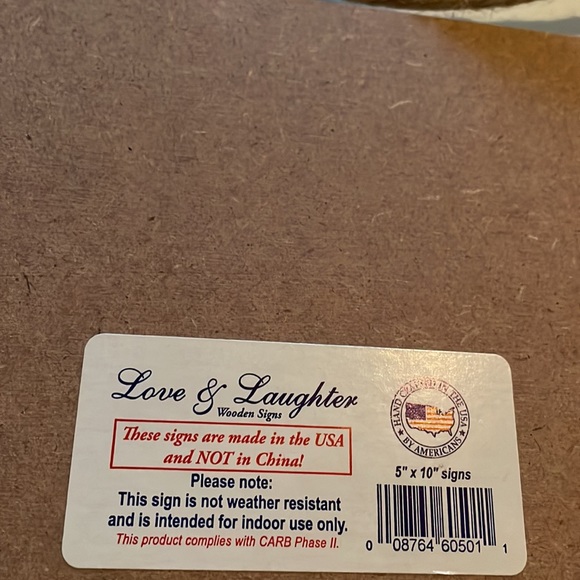 Love & Laughter
Wooden Signs
These signs are made in the USA
and NOT in China!
Please note:
This sign is not weather resistant
and is intended for indoor use only.
This product complies with CARB Phase II.
HAND CRAFTED IN THE USA
★ BY AMERICANS ★
5" x 10" signs
0 08764 60501 1